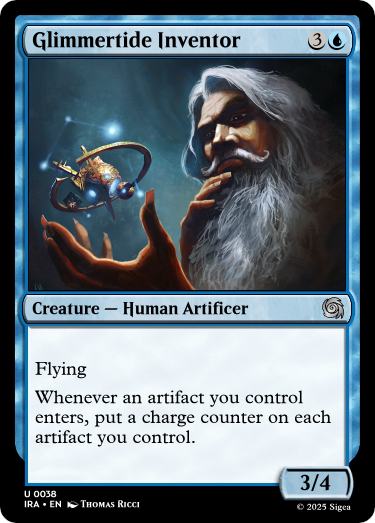 Glimmertide Inventor 3
Creature — Human Artificer
Flying
Whenever an artifact you control
enters, put a charge counter on each
artifact you control.
3/4
U 0038
IRA • EN Thomas Ricci
© 2025 Sigea